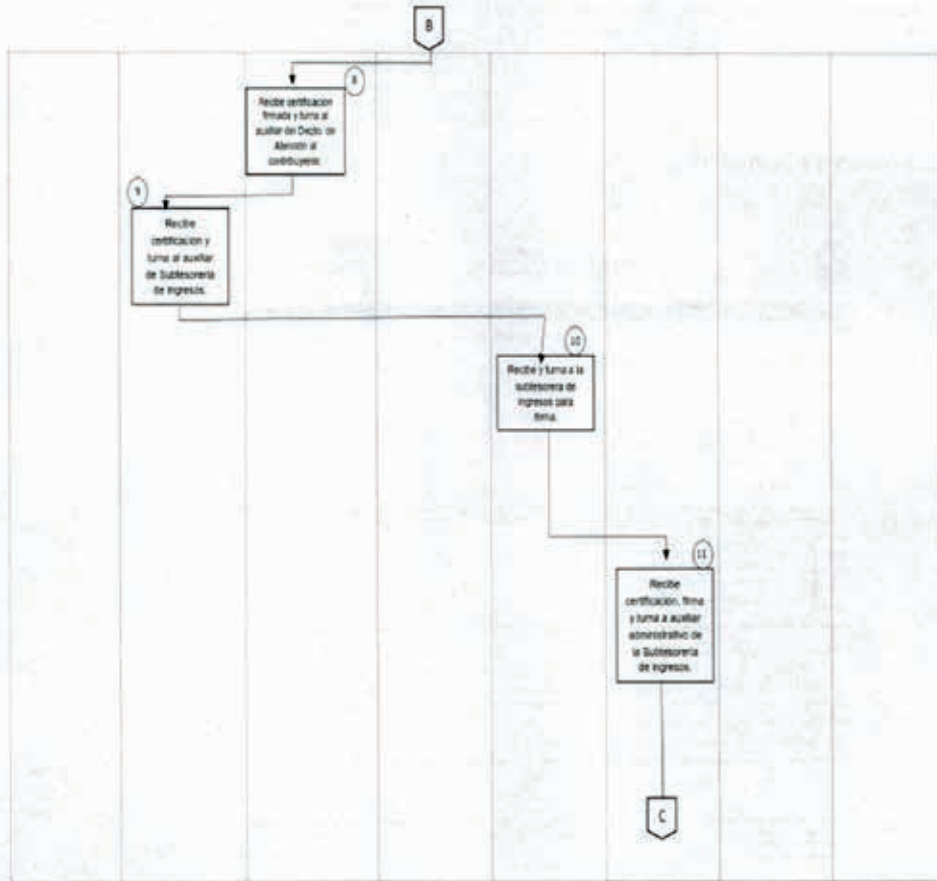 B
8
Recibe certificación
firmada y turna al
auxiliar del Depto. de
Atención al
contribuyente.
9
Recibe
certificación y
turna al auxiliar
de Subtesorería
de Ingresos.
10
Recibe y turna a la
subtesorera de
ingresos para
firma.
11
Recibe
certificación, firma
y turna a auxiliar
administrativo de
la Subtesorería
de Ingresos.
C